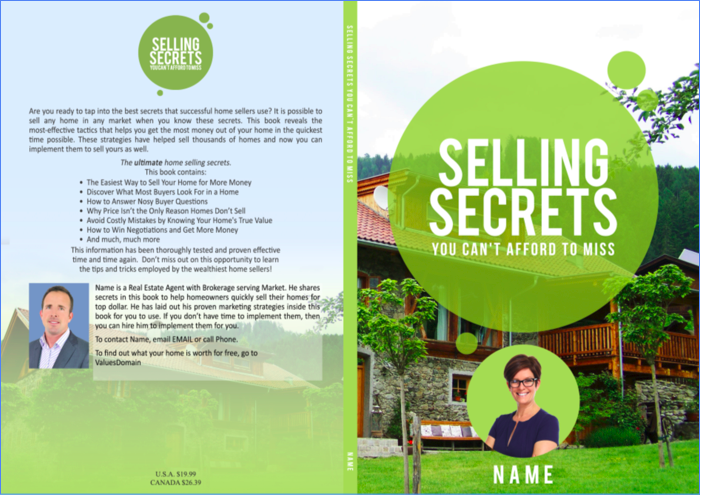 SELLING
SECRETS
YOU CAN'T AFFORD TO MISS
Are you ready to tap into the best secrets that successful home sellers use? It is possible to
sell any home in any market when you know these secrets. This book reveals the
most-effective tactics that helps you get the most money out of your home in the quickest
time possible. These strategies have helped sell thousands of homes and now you can
implement them to sell yours as well.
The ultimate home selling secrets.
This book contains:
• The Easiest Way to Sell Your Home for More Money
• Discover What Most Buyers Look For in a Home
• How to Answer Nosy Buyer Questions
• Why Price Isn't the Only Reason Homes Don't Sell
• Avoid Costly Mistakes by Knowing Your Home's True Value
• How to Win Negotiations and Get More Money
• And much, much more
This information has been thoroughly tested and proven effective
time and time again.  Don't miss out on this opportunity to learn
the tips and tricks employed by the wealthiest home sellers!
Name is a Real Estate Agent with Brokerage serving Market. He shares
secrets in this book to help homeowners quickly sell their homes for
top dollar. He has laid out his proven marketing strategies inside this
book for you to use. If you don't have time to implement them, then
you can hire him to implement them for you.
To contact Name, email EMAIL or call Phone.
To find out what your home is worth for free, go to
ValuesDomain
U.S.A. $19.99
CANADA $26.39
SELLING SECRETS YOU CAN'T AFFORD TO MISS
NAME
SELLING
SECRETS
YOU CAN'T AFFORD TO MISS
NAME